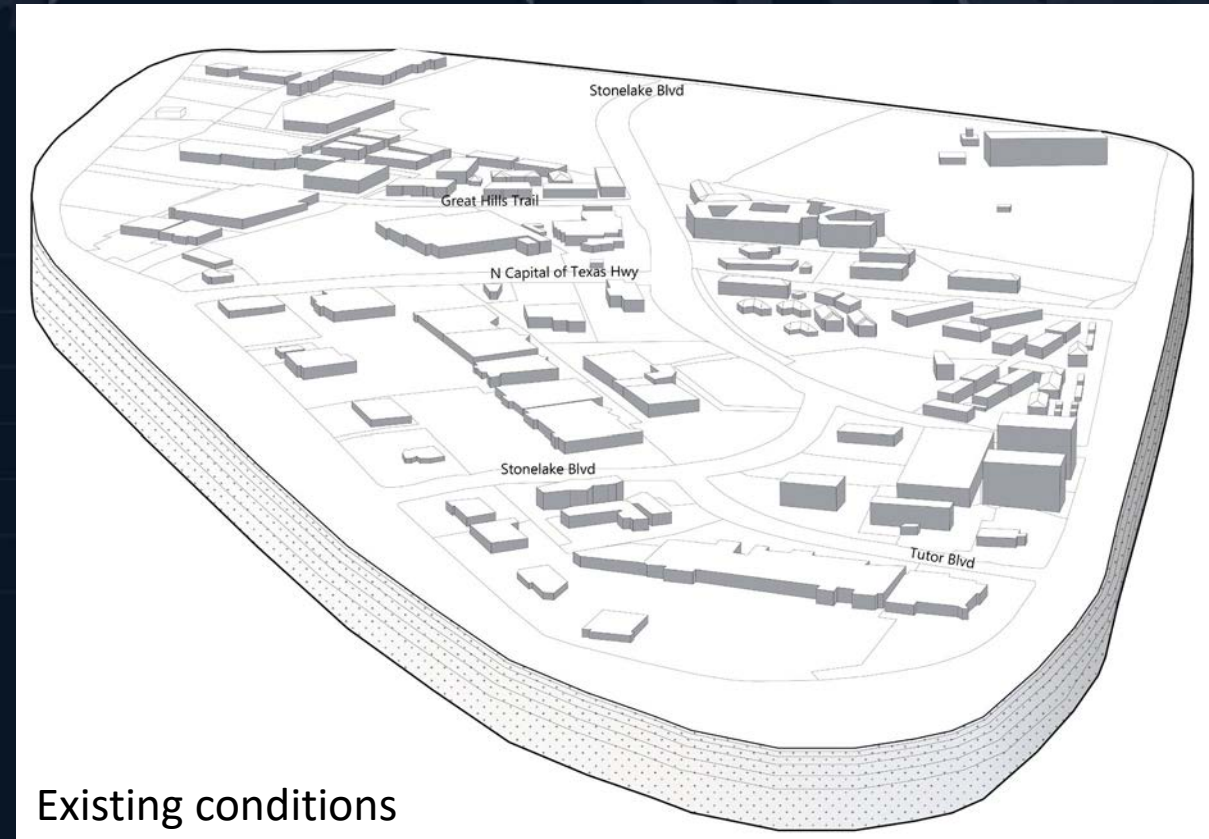 Stonelake Blvd
Great Hills Trail
N Capital of Texas Hwy
Stonelake Blvd
Tutor Blvd
Existing conditions